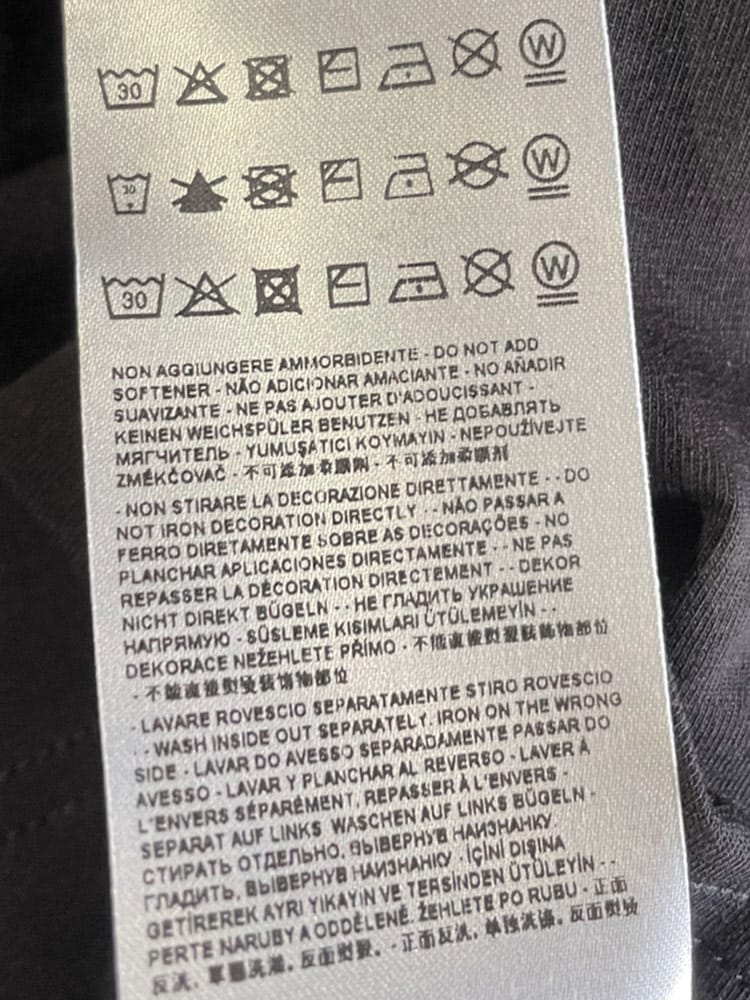 30 W
30 W
30 W
NON AGGIUNGERE AMMORBIDENTE - DO NOT ADD
SOFTENER - NÃO ADICIONAR AMACIANTE - NO AÑADIR
SUAVIZANTE - NE PAS AJOUTER D'ADOUCISSANT -
KEINEN WEICHSPÜLER BENUTZEN - НЕ ДОБАВЛЯТЬ
МЯГЧИТЕЛЬ - YUMUŞATICI KOYMAYIN - NEPOUŽÍVEJTE
ZMĚKČOVAČ - 不可添加柔順劑 - 不可添加柔顺剂
- NON STIRARE LA DECORAZIONE DIRETTAMENTE - - DO
NOT IRON DECORATION DIRECTLY - - NÃO PASSAR A
FERRO DIRETAMENTE SOBRE AS DECORAÇÕES - NO
PLANCHAR APLICACIONES DIRECTAMENTE - - NE PAS
REPASSER LA DÉCORATION DIRECTEMENT - - DEKOR
NICHT DIREKT BÜGELN - - НЕ ГЛАДИТЬ УКРАШЕНИЕ
НАПРЯМУЮ - SÜSLEME KISIMLARI ÜTÜLEMEYİN - -
DEKORACE NEŽEHLETE PŘÍMO - 不能直接熨燙裝飾物部位
- 不能直接熨烫装饰物部位
- LAVARE ROVESCIO SEPARATAMENTE STIRO ROVESCIO
- - WASH INSIDE OUT SEPARATELY, IRON ON THE WRONG
SIDE - LAVAR DO AVESSO SEPARADAMENTE PASSAR DO
AVESSO - LAVAR Y PLANCHAR AL REVERSO - LAVER À
L'ENVERS SÉPARÉMENT, REPASSER À L'ENVERS -
SEPARAT AUF LINKS WASCHEN AUF LINKS BÜGELN -
СТИРАТЬ ОТДЕЛЬНО, ВЫВЕРНУВ НАИЗНАНКУ
ГЛАДИТЬ, ВЫВЕРНУВ НАИЗНАНКУ - İÇİNİ DIŞINA
GETİREREK AYRI YIKAYIN VE TERSİNDEN ÜTÜLEYİN - -
PERTE NARUBY A ODDĚLENĚ. ŽEHLETE PO RUBU - 正面
反洗, 單獨洗滌, 反面熨燙。 - 正面反洗, 单独洗涤, 反面熨烫